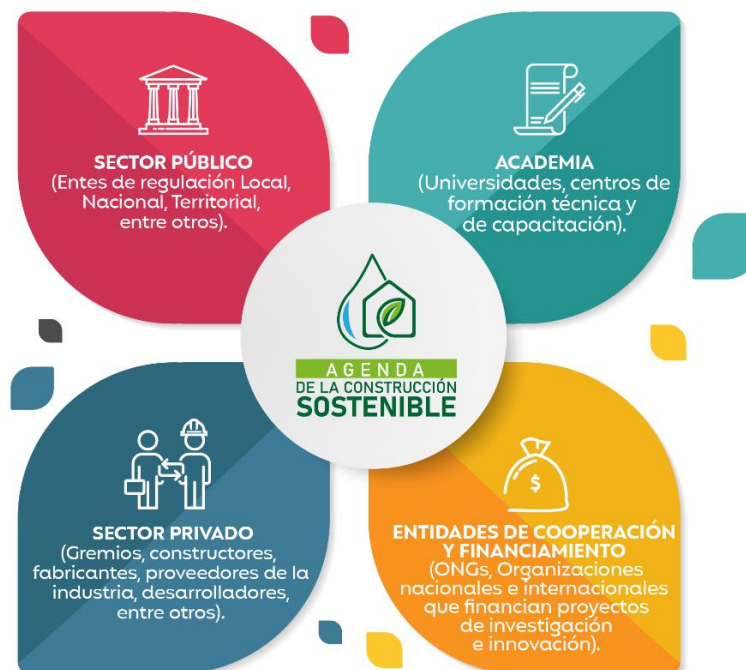 SECTOR PÚBLICO
(Entes de regulación Local,
Nacional, Territorial,
entre otros).
ACADEMIA
(Universidades, centros de
formación técnica y
de capacitación).
AGENDA
DE LA CONSTRUCCIÓN
SOSTENIBLE
SECTOR PRIVADO
(Gremios, constructores,
fabricantes, proveedores de la
industria, desarrolladores,
entre otros).
$
ENTIDADES DE COOPERACIÓN
Y FINANCIAMIENTO
(ONGs, Organizaciones
nacionales e internacionales
que financian proyectos
de investigación
e innovación).